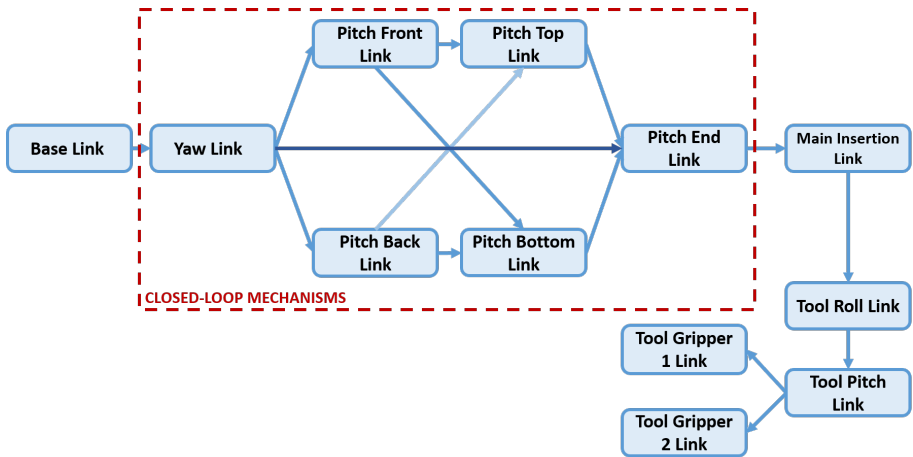 Pitch Front
Link
Pitch Top
Link
Base Link
Yaw Link
Pitch End
Link
Main Insertion
Link
Pitch Back
Link
Pitch Bottom
Link
CLOSED-LOOP MECHANISMS
Tool Roll Link
Tool Gripper
1 Link
Tool Pitch
Link
Tool Gripper
2 Link